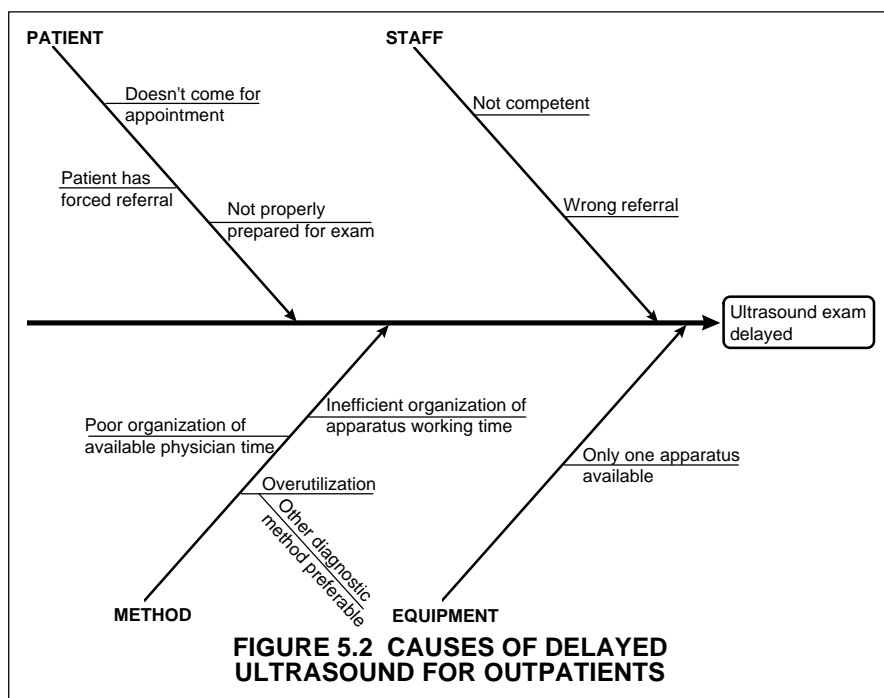 PATIENT
STAFF
Doesn't come for
appointment
Not competent
Patient has
forced referral
Not properly
prepared for exam
Wrong referral
Ultrasound exam
delayed
Inefficient organization of
apparatus working time
Poor organization of
available physician time
Only one apparatus
available
Overutilization
Other diagnostic
method preferable
METHOD
EQUIPMENT
FIGURE 5.2 CAUSES OF DELAYED
ULTRASOUND FOR OUTPATIENTS